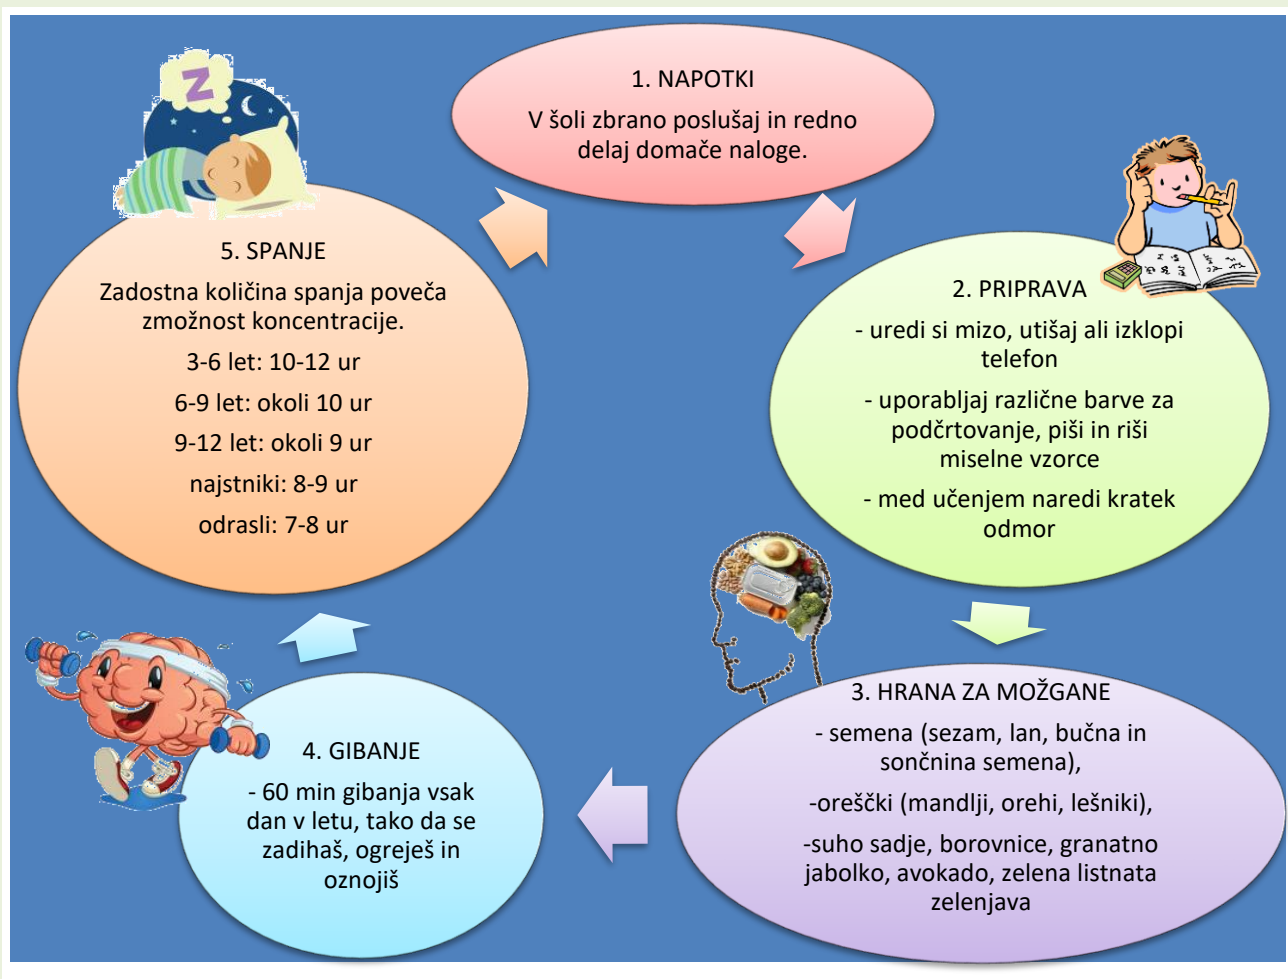 1. NAPOTKI
V šoli zbrano poslušaj in redno
delaj domače naloge.
2. PRIPRAVA
- uredi si mizo, utišaj ali izklopi
telefon
- uporabljaj različne barve za
podčrtovanje, piši in riši
miselne vzorce
- med učenjem naredi kratek
odmor
3. HRANA ZA MOŽGANE
- semena (sezam, lan, bučna in
sončnina semena),
-oreščki (mandlji, orehi, lešniki),
-suho sadje, borovnice, granatno
jabolko, avokado, zelena listnata
zelenjava
4. GIBANJE
- 60 min gibanja vsak
dan v letu, tako da se
zadihaš, ogreješ in
oznojiš
Z
5. SPANJE
Zadostna količina spanja poveča
zmožnost koncentracije.
3-6 let: 10-12 ur
6-9 let: okoli 10 ur
9-12 let: okoli 9 ur
najstniki: 8-9 ur
odrasli: 7-8 ur